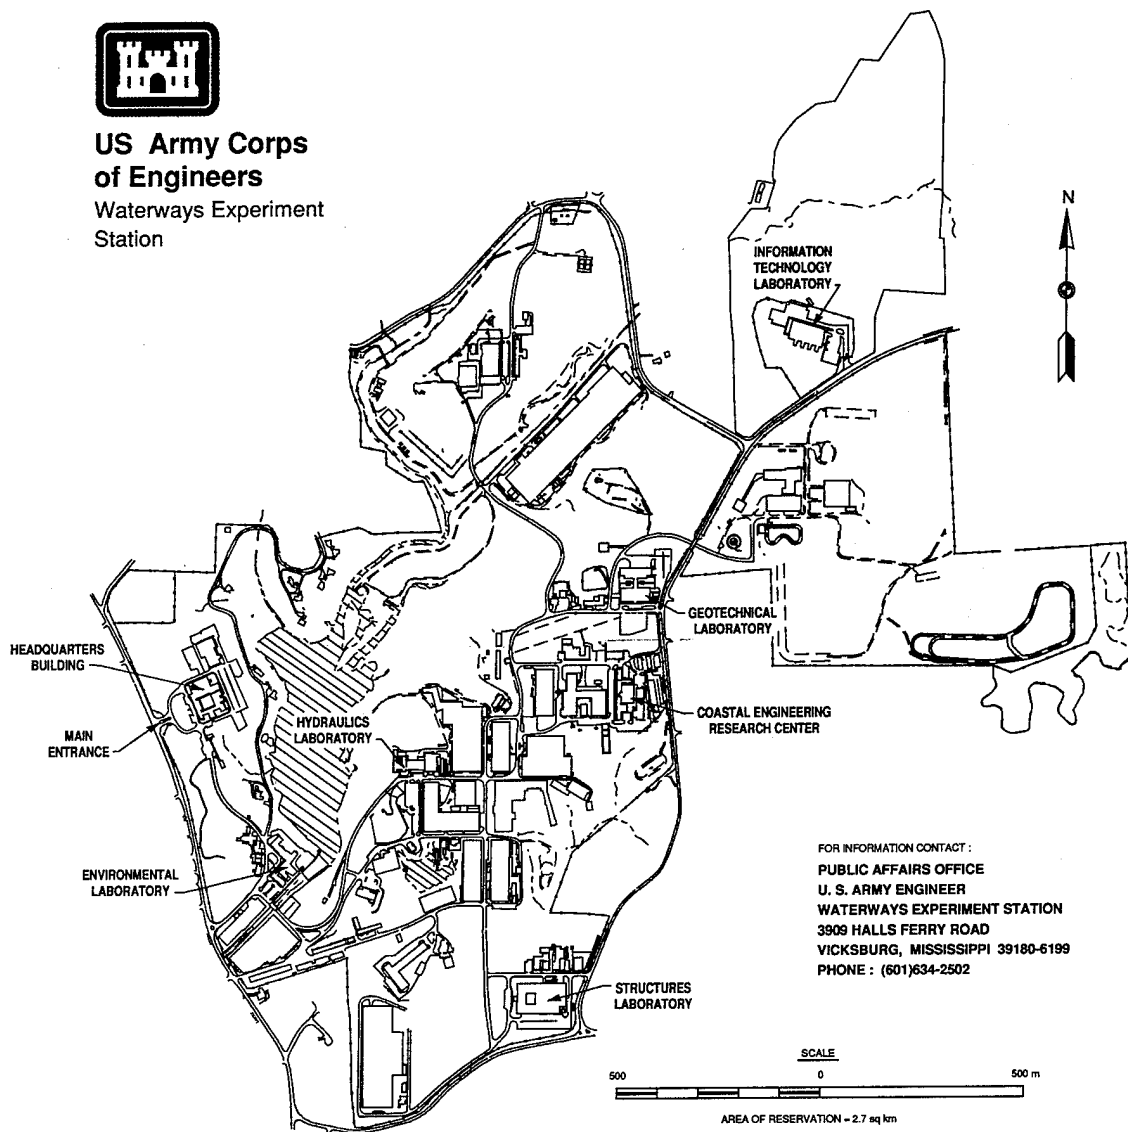 US Army Corps
of Engineers
Waterways Experiment
Station
N
INFORMATION
TECHNOLOGY
LABORATORY
GEOTECHNICAL
LABORATORY
HEADQUARTERS
BUILDING
MAIN
ENTRANCE
HYDRAULICS
LABORATORY
COASTAL ENGINEERING
RESEARCH CENTER
ENVIRONMENTAL
LABORATORY
STRUCTURES
LABORATORY
FOR INFORMATION CONTACT :
PUBLIC AFFAIRS OFFICE
U. S. ARMY ENGINEER
WATERWAYS EXPERIMENT STATION
3909 HALLS FERRY ROAD
VICKSBURG, MISSISSIPPI 39180-6199
PHONE : (601)634-2502
SCALE
500 0 500 m
AREA OF RESERVATION = 2.7 sq km